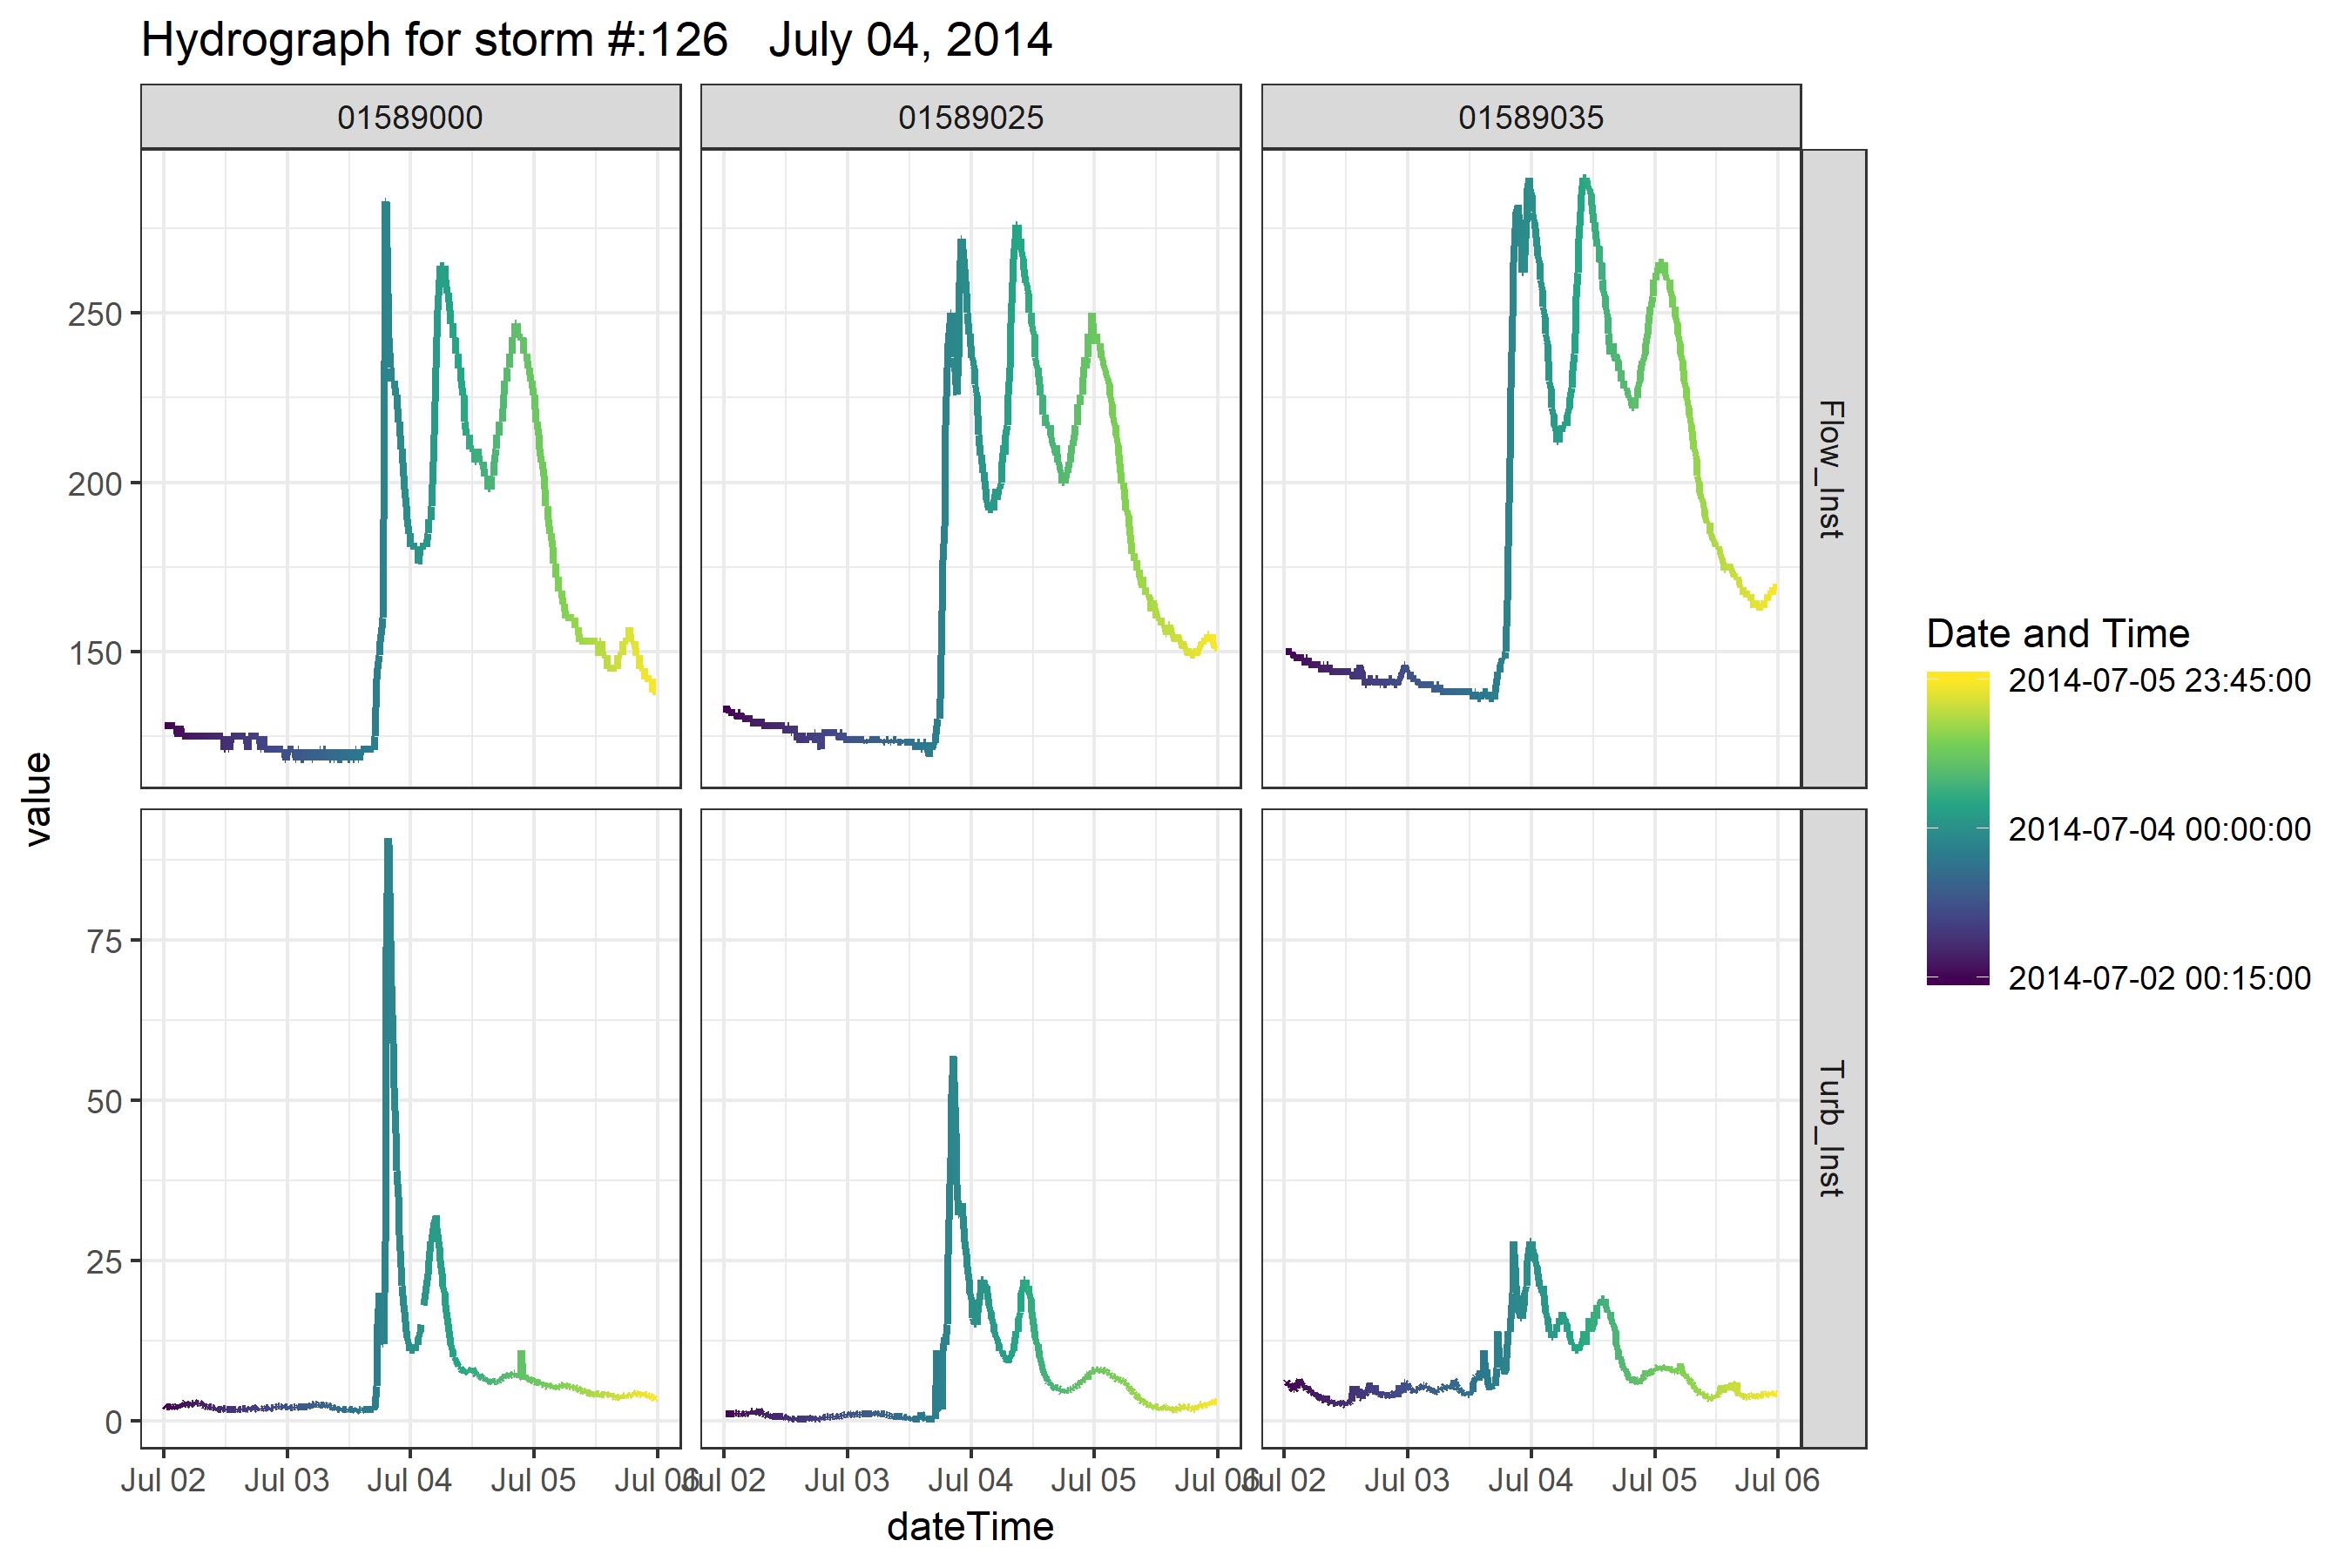 Hydrograph for storm #:126   July 04, 2014
01589000 01589025 01589035
250
200
150
Flow_Inst
75
50
25
0
Turb_Inst
value
Jul 02 Jul 03 Jul 04 Jul 05 Jul 06 Jul 02 Jul 03 Jul 04 Jul 05 Jul 06 Jul 02 Jul 03 Jul 04 Jul 05 Jul 06
dateTime
Date and Time
2014-07-05 23:45:00
2014-07-04 00:00:00
2014-07-02 00:15:00